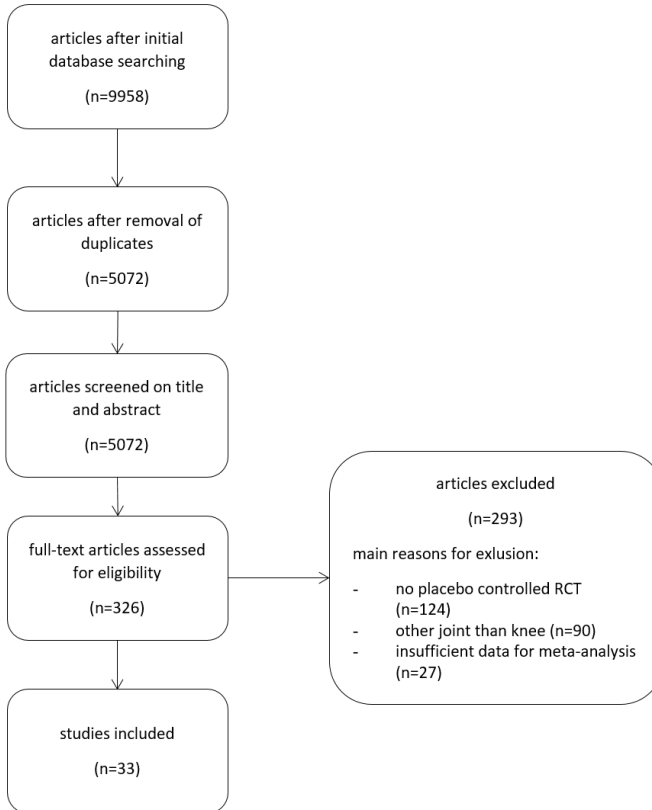 articles after initial
database searching
(n=9958)
articles after removal of
duplicates
(n=5072)
articles screened on title
and abstract
(n=5072)
full-text articles assessed
for eligibility
(n=326)
articles excluded
(n=293)
main reasons for exlusion:
- no placebo controlled RCT
(n=124)
- other joint than knee (n=90)
- insufficient data for meta-analysis
(n=27)
studies included
(n=33)